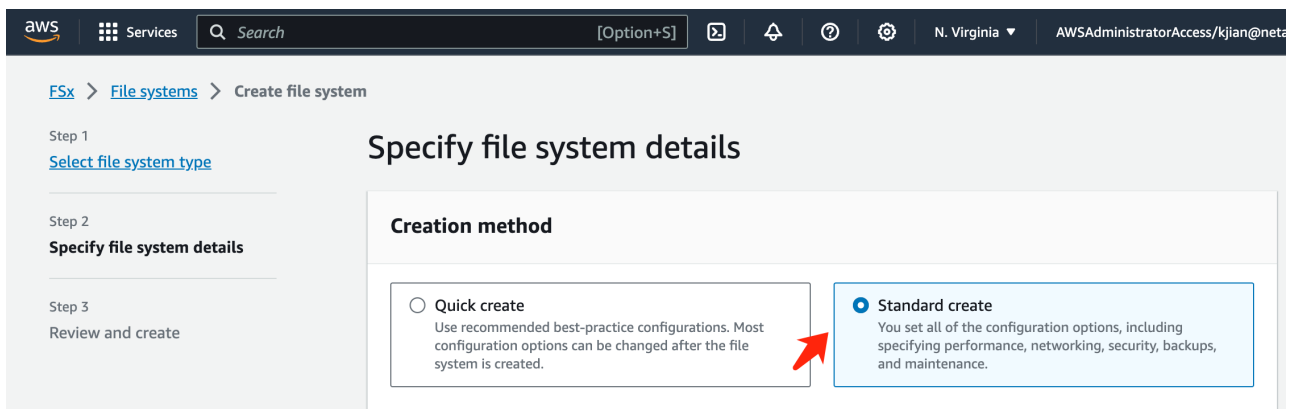 aws
Services
Search
[Option+S]
N. Virginia
AWSAdministratorAccess/kjian@neta
FSx
File systems
Create file system
Step 1
Select file system type
Step 2
Specify file system details
Step 3
Review and create
Specify file system details
Creation method
Quick create
Use recommended best-practice configurations. Most
configuration options can be changed after the file
system is created.
Standard create
You set all of the configuration options, including
specifying performance, networking, security, backups,
and maintenance.